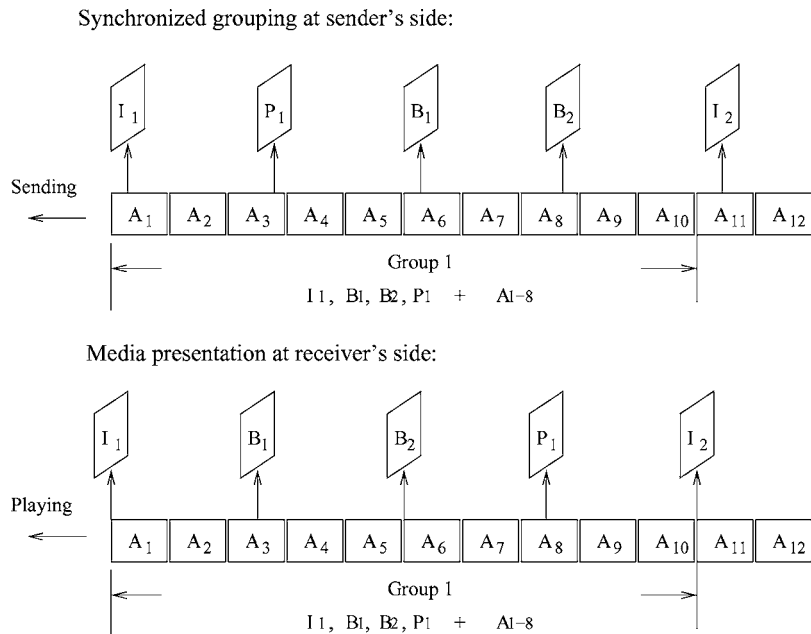 Synchronized grouping at sender's side:
I 1 P 1 B 1 B 2 I 2
Sending
A 1 A 2 A 3 A 4 A 5 A 6 A 7 A 8 A 9 A 10 A 11 A 12
Group 1
I 1, B1, B2, P1 + A1-8
Media presentation at receiver's side:
I 1 B 1 B 2 P 1 I 2
Playing
A 1 A 2 A 3 A 4 A 5 A 6 A 7 A 8 A 9 A 10 A 11 A 12
Group 1
I 1, B1, B2, P1 + A1-8